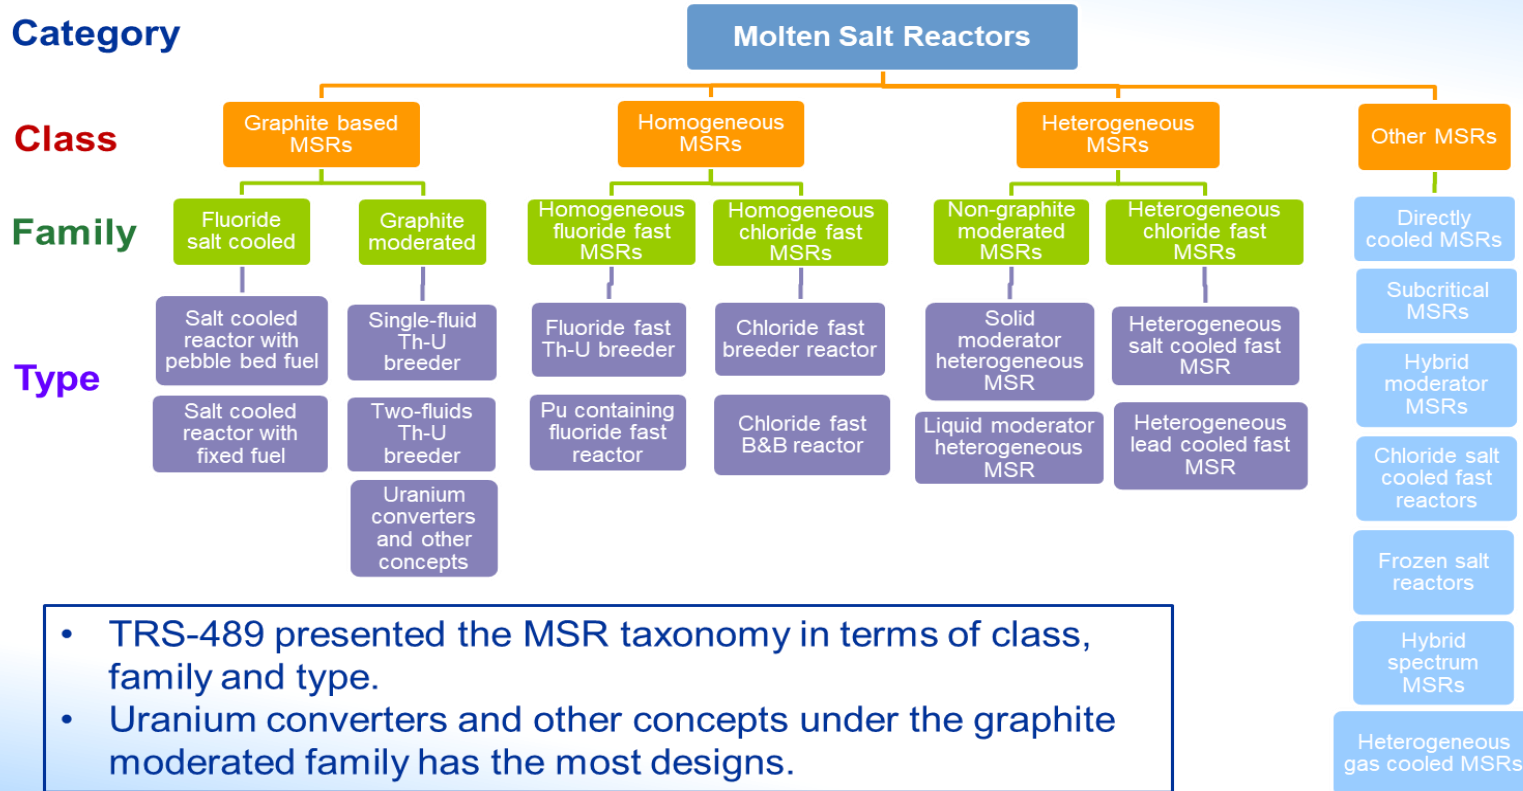 Category
Molten Salt Reactors
Class
Graphite based
MSRs
Homogeneous
MSRs
Heterogeneous
MSRs
Other MSRs
Family
Fluoride
salt cooled
Graphite
moderated
Homogeneous
fluoride fast
MSRs
Homogeneous
chloride fast
MSRs
Non-graphite
moderated
MSRs
Heterogeneous
chloride fast
MSRs
Directly
cooled MSRs
Type
Salt cooled
reactor with
pebble bed fuel
Salt cooled
reactor with
fixed fuel
Single-fluid
Th-U
breeder
Two-fluids
Th-U
breeder
Uranium
converters
and other
concepts
Fluoride fast
Th-U breeder
Pu containing
fluoride fast
reactor
Chloride fast
breeder reactor
Chloride fast
B&B reactor
Solid
moderator
heterogeneous
MSR
Liquid moderator
heterogeneous
MSR
Heterogeneous
salt cooled fast
MSR
Heterogeneous
lead cooled fast
MSR
Subcritical
MSRs
Hybrid
moderator
MSRs
Chloride salt
cooled fast
reactors
Frozen salt
reactors
Hybrid
spectrum
MSRs
Heterogeneous
gas cooled MSRs
• TRS-489 presented the MSR taxonomy in terms of class,
family and type.
• Uranium converters and other concepts under the graphite
moderated family has the most designs.